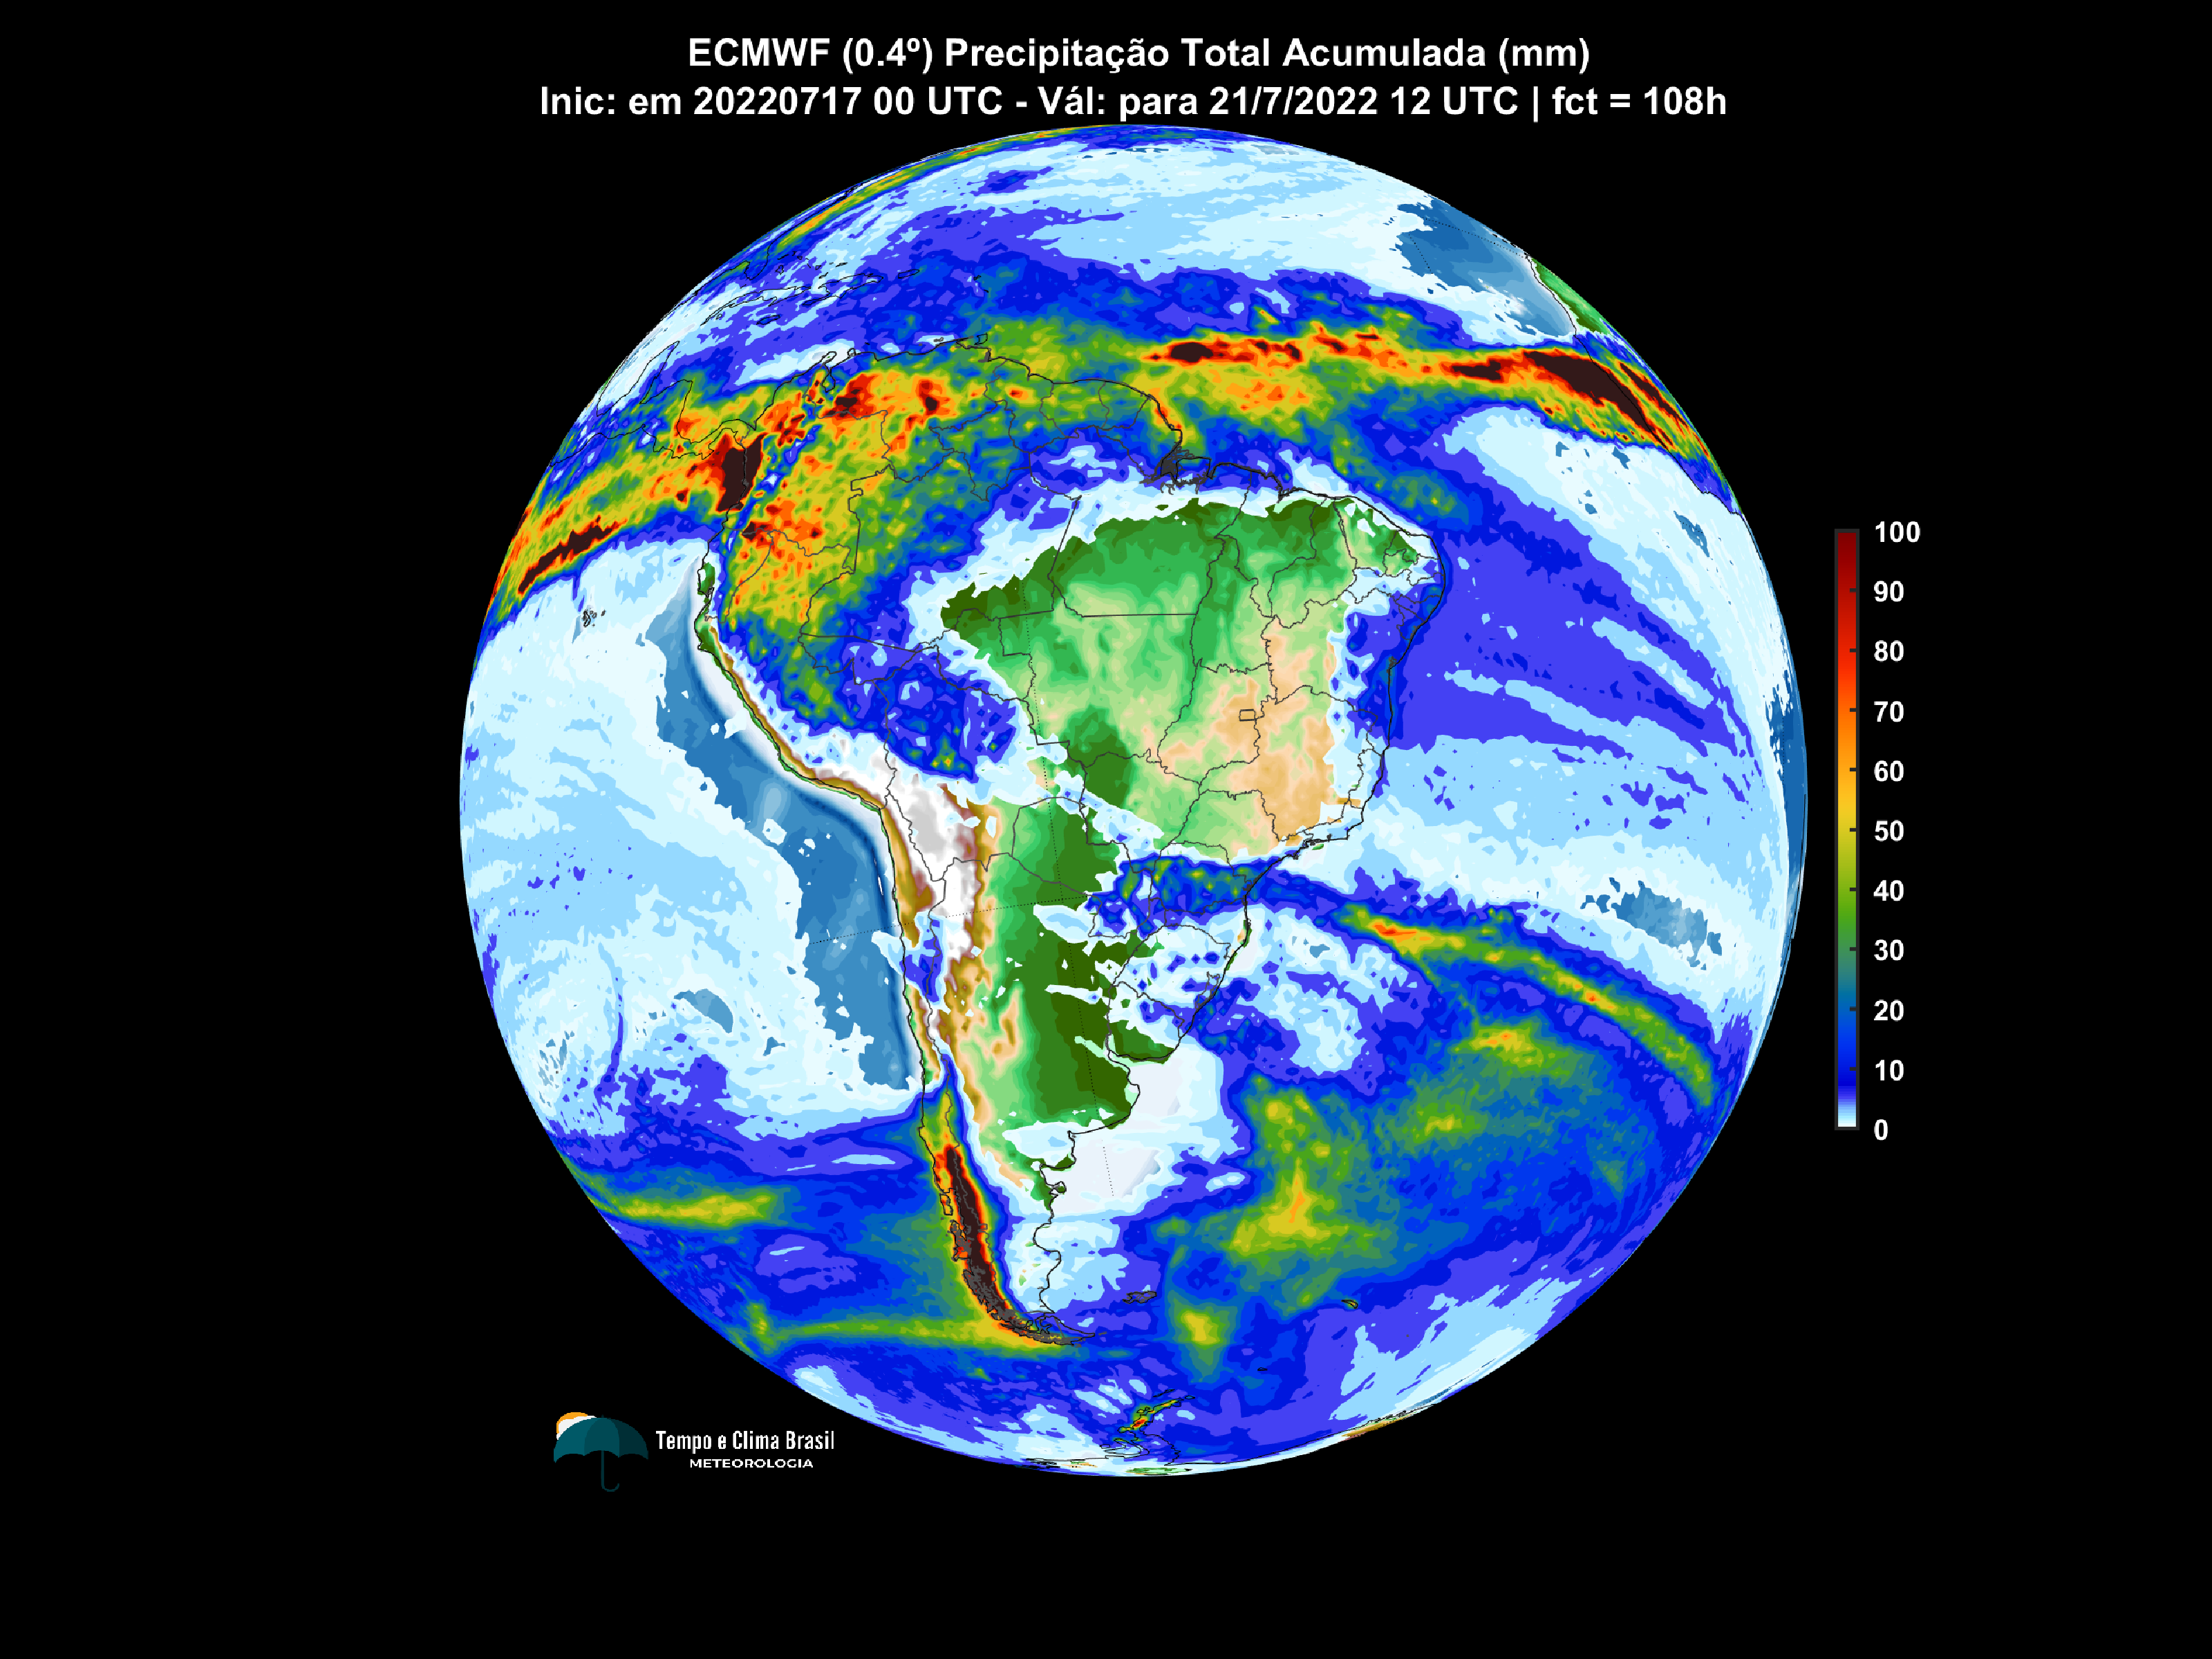 ECMWF (0.4º) Precipitação Total Acumulada (mm)
Inic: em 20220717 00 UTC - Vál: para 21/7/2022 12 UTC | fct = 108h
100
90
80
70
60
50
40
30
20
10
0
Tempo e Clima Brasil
METEOROLOGIA